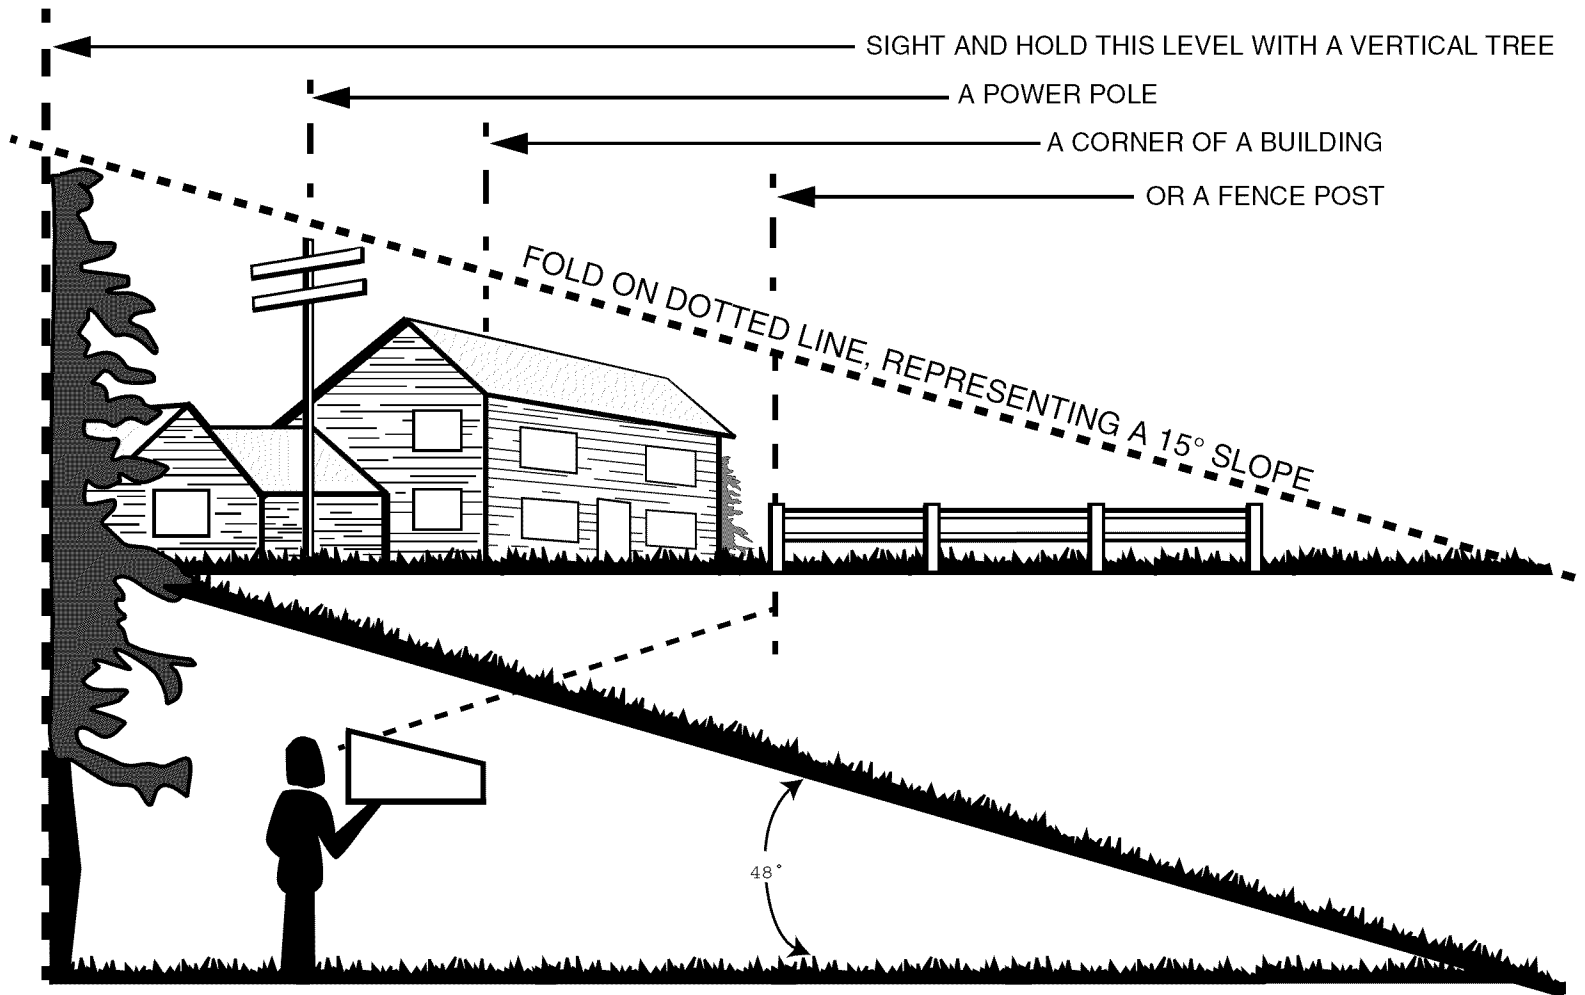 SIGHT AND HOLD THIS LEVEL WITH A VERTICAL TREE
A POWER POLE
A CORNER OF A BUILDING
OR A FENCE POST
FOLD ON DOTTED LINE, REPRESENTING A 15° SLOPE
48°